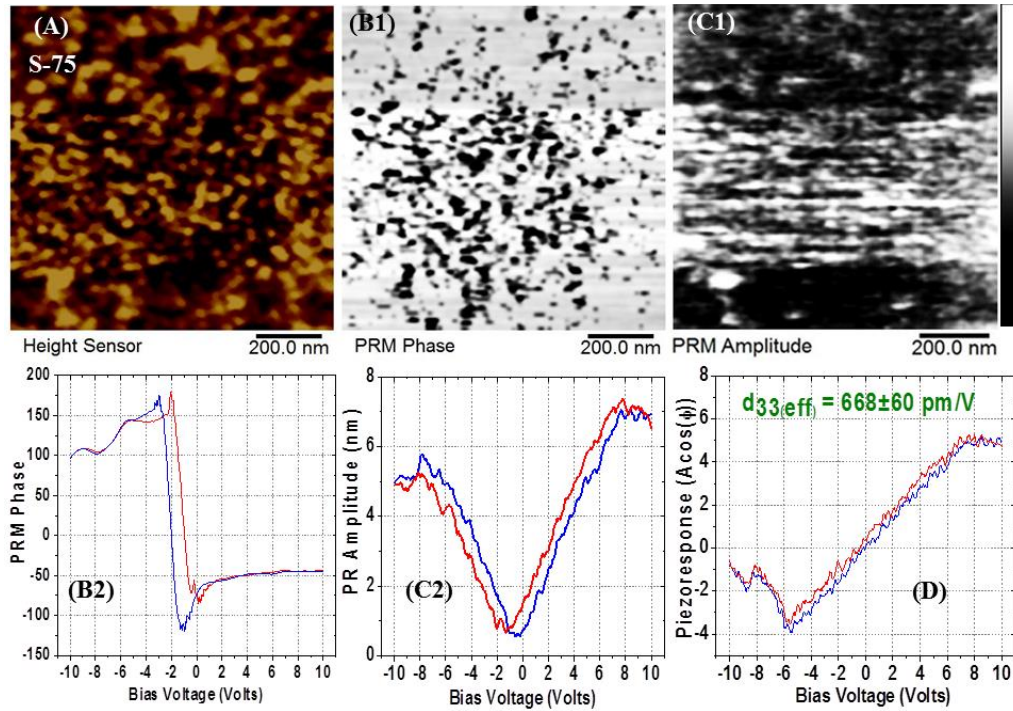 (A)
S-75
(B1)
(C1)
Height Sensor
200.0 nm
PRM Phase
200.0 nm
PRM Amplitude
200.0 nm
PRM Phase
200
150
100
50
0
-50
-100
-150
(B2)
-10 -8 -6 -4 -2 0 2 4 6 8 10
Bias Voltage (Volts)
PR Amplitude (nm)
8
6
4
2
0
(C2)
-10 -8 -6 -4 -2 0 2 4 6 8 10
Bias Voltage (Volts)
Piezoresponse (Acos(ϕ))
8
6
4
2
0
-2
-4
d33(eff) = 668±60 pm/V
(D)
-10 -8 -6 -4 -2 0 2 4 6 8 10
Bias Voltage (Volts)